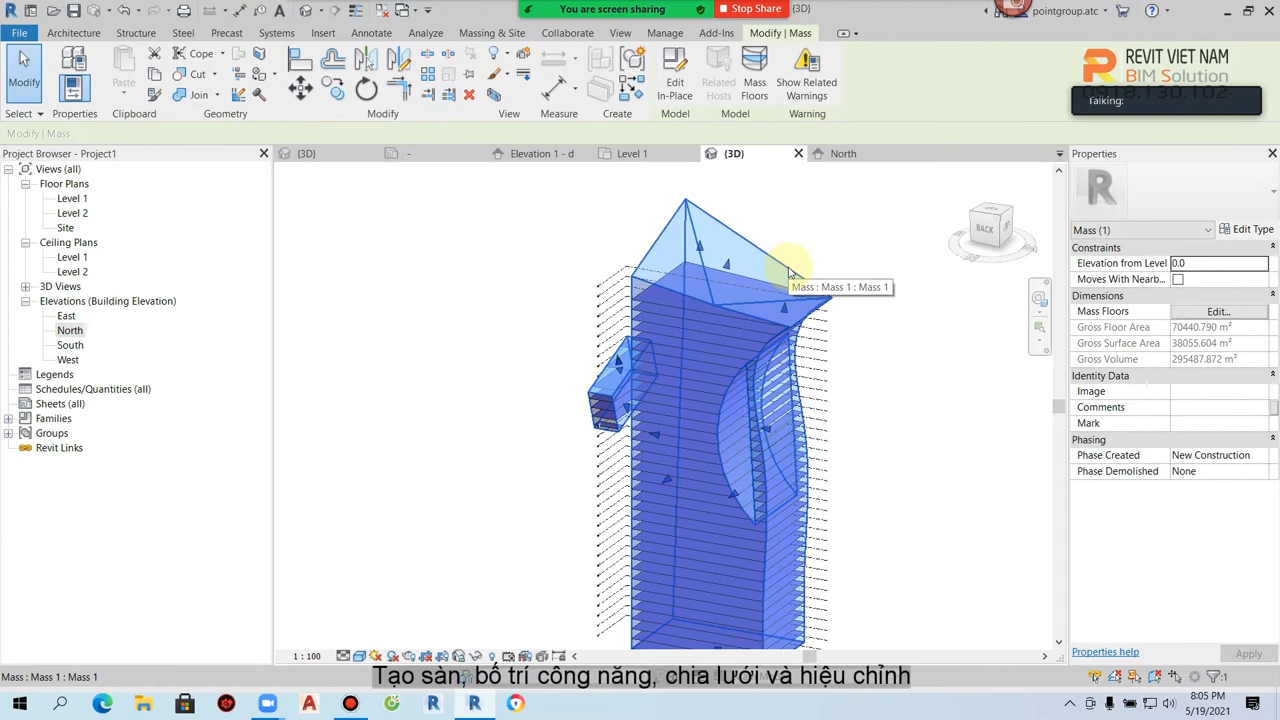 You are screen sharing
Stop Share
(3D)
pointgroup.atc
File
Architecture
Structure
Steel
Precast
Systems
Insert
Annotate
Analyze
Massing & Site
Collaborate
View
Manage
Add-Ins
Modify | Mass
Modify
Properties
Paste
Cope
Cut
Join
Edit
In-Place
Related
Hosts
Mass
Floors
Show Related
Warnings
Select
Properties
Clipboard
Geometry
Modify
View
Measure
Create
Model
Model
Warning
REVIT VIET NAM
BIM Solution
0918.130.102
Talking:
Modify | Mass
Project Browser - Project1
(3D)
-
Elevation 1 - d
Level 1
(3D)
North
Properties
Views (all)
Floor Plans
Level 1
Level 2
Site
Ceiling Plans
Level 1
Level 2
3D Views
Elevations (Building Elevation)
East
North
South
West
Legends
Schedules/Quantities (all)
Sheets (all)
Families
Groups
Revit Links
BACK
Mass : Mass 1 : Mass 1
Mass (1)
Edit Type
Constraints
Elevation from Level 0.0
Moves With Nearb...
Dimensions
Mass Floors Edit...
Gross Floor Area 70440.790 m²
Gross Surface Area 38055.604 m²
Gross Volume 295487.872 m³
Identity Data
Image
Comments
Mark
Phasing
Phase Created New Construction
Phase Demolished None
Properties help
Apply
1 : 100
Tạo sàn, bố trí công năng, chia lưới và hiệu chỉnh
Mass : Mass 1 : Mass 1
:1
8:05 PM
5/19/2021